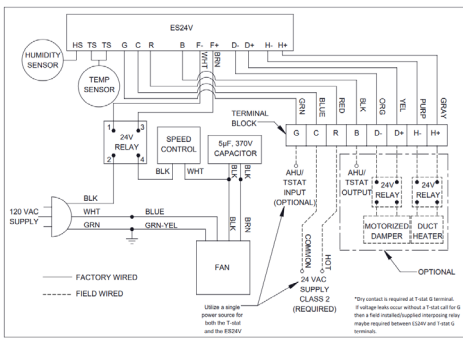 ES24V
HS TS TS G C R B F- F+ D- D+ H- H+
WHT
BRN
HUMIDITY
SENSOR
TEMP
SENSOR
GRN
BLUE
RED
BLK
ORG
YEL
PURP
GRAY
TERMINAL
BLOCK
G C R B D- D+ H- H+
1 3
24V
RELAY
2 4
SPEED
CONTROL
5µF, 370V
CAPACITOR
BLK WHT
BLK
BLK
AHU/
TSTAT
INPUT
(OPTIONAL)
AHU/
TSTAT
OUTPUT
24V
RELAY
24V
RELAY
MOTORIZED
DAMPER
DUCT
HEATER
OPTIONAL
120 VAC
SUPPLY
BLK
WHT
GRN
BLUE
GRN-YEL
BLK
BRN
FAN
COMMON
HOT
24 VAC
SUPPLY
CLASS 2
(REQUIRED)
FACTORY WIRED
FIELD WIRED
Utilize a single
power source for
both the T-stat
and the ES24V
*Dry contact is required at T-stat G terminal.
If voltage leaks occur without a T-stat call for G
then a field installed/supplied interposing relay
maybe required between ES24V and T-stat G
terminals.